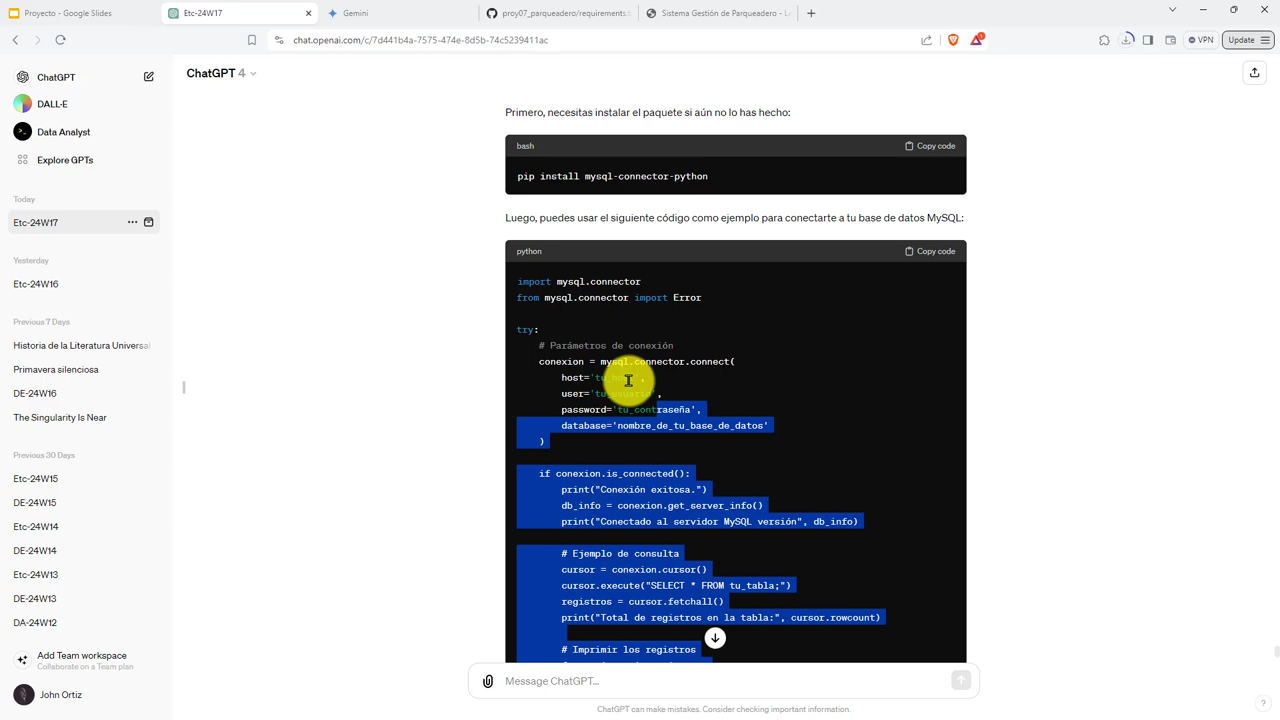 Proyecto - Google Slides
Etc-24W17
Gemini
proy07_parqueadero/requirements.t
Sistema Gestión de Parqueadero - L
chat.openai.com/c/7d441b4a-7575-474e-8d5b-74c5239411ac
VPN
Update
ChatGPT
DALL-E
Data Analyst
Explore GPTs
Today
Etc-24W17
Yesterday
Etc-24W16
Previous 7 Days
Historia de la Literatura Universal
Primavera silenciosa
DE-24W16
The Singularity Is Near
Previous 30 Days
Etc-24W15
DE-24W15
Etc-24W14
DE-24W14
Etc-24W13
DE-24W13
DA-24W12
Add Team workspace
Collaborate on a Team plan
John Ortiz
ChatGPT 4
Primero, necesitas instalar el paquete si aún no lo has hecho:
bash
Copy code
pip install mysql-connector-python
Luego, puedes usar el siguiente código como ejemplo para conectarte a tu base de datos MySQL:
python
Copy code
import mysql.connector
from mysql.connector import Error
try:
# Parámetros de conexión
conexion = mysql.connector.connect(
host='tu_host',
user='tu_usuario',
password='tu_contraseña',
database='nombre_de_tu_base_de_datos'
)
if conexion.is_connected():
print("Conexión exitosa.")
db_info = conexion.get_server_info()
print("Conectado al servidor MySQL versión", db_info)
# Ejemplo de consulta
cursor = conexion.cursor()
cursor.execute("SELECT * FROM tu_tabla;")
registros = cursor.fetchall()
print("Total de registros en la tabla:", cursor.rowcount)
# Imprimir los registros
Message ChatGPT...
ChatGPT can make mistakes. Consider checking important information.
?